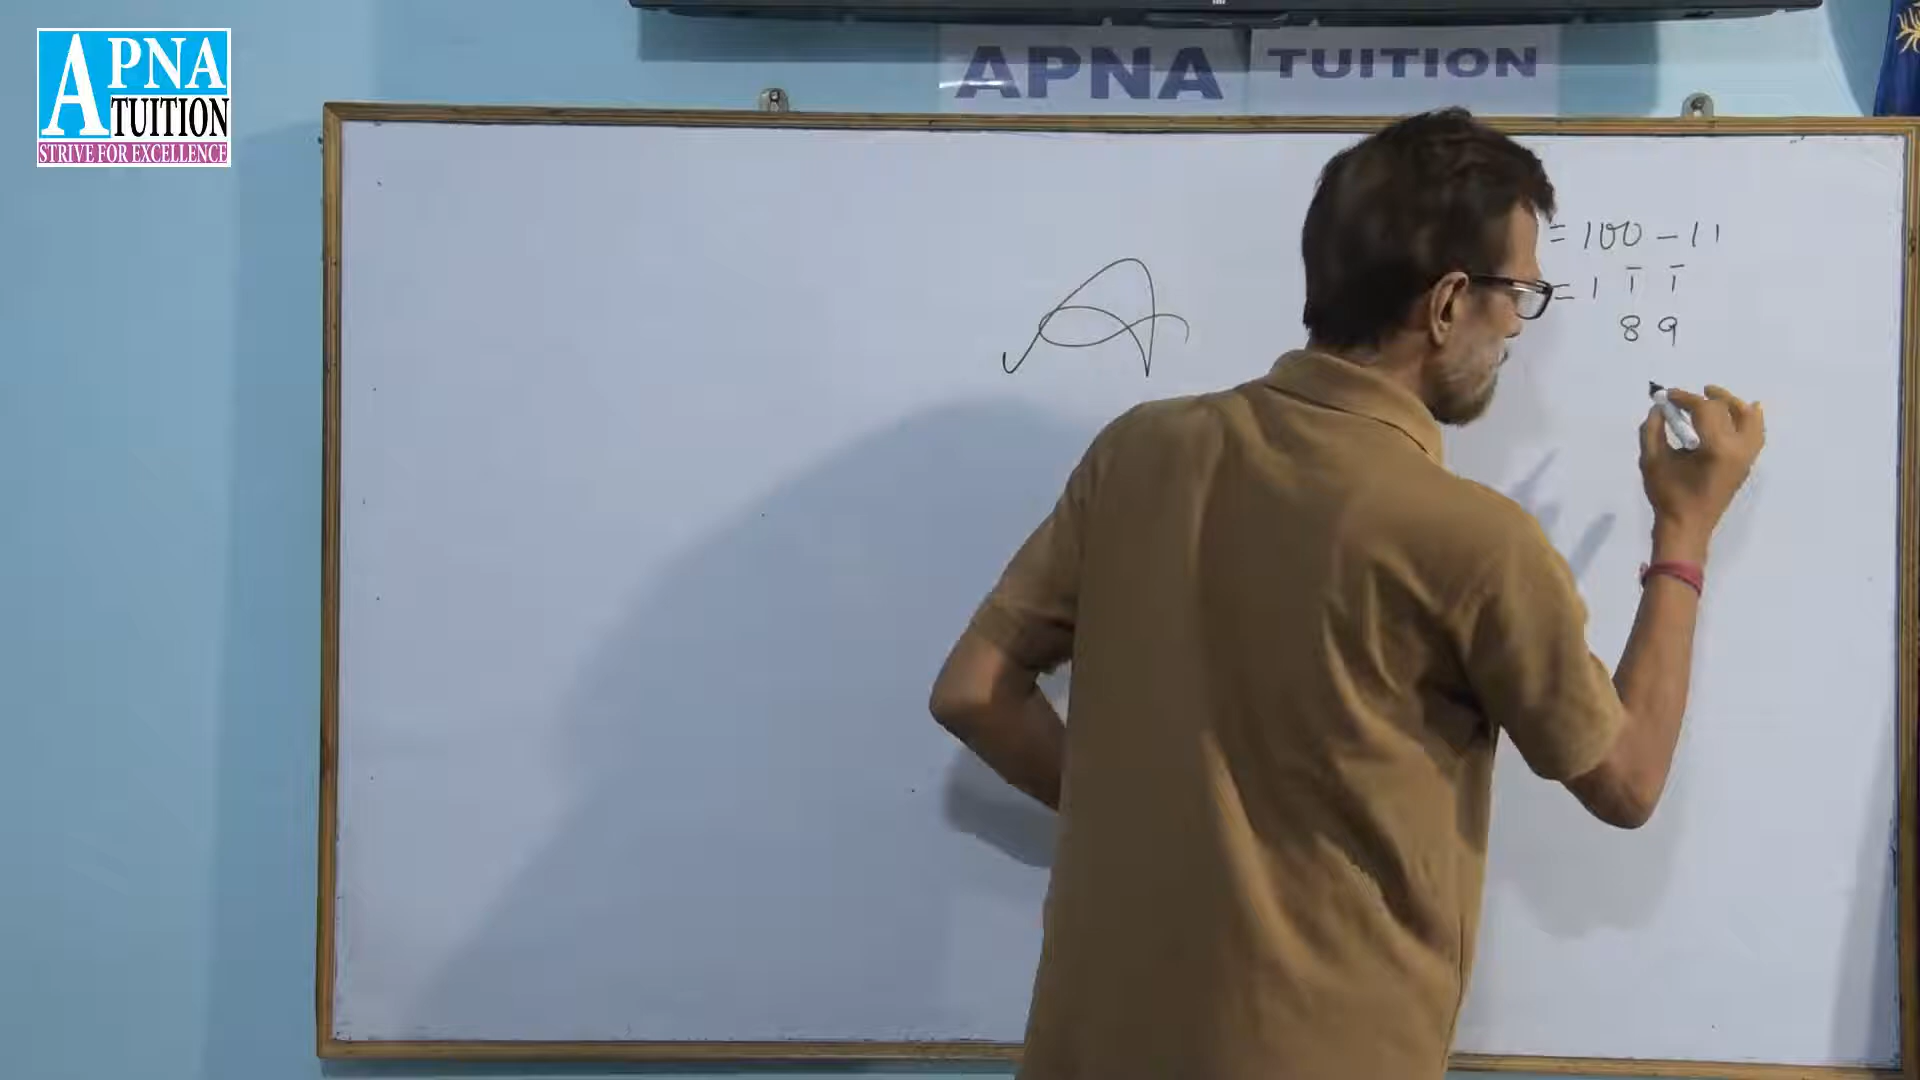 APNA
TUITION
STRIVE FOR EXCELLENCE
APNA TUITION
= 100 - 11
= 1 1̅ 1̅
8 9